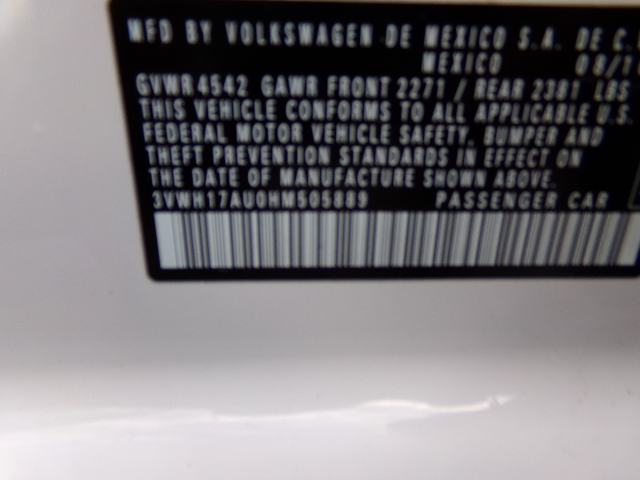 MFD BY VOLKSWAGEN DE MEXICO S.A. DE C.
MEXICO 08/1
GVWR 4542 GAWR FRONT 2271 / REAR 2381 LBS
THIS VEHICLE CONFORMS TO ALL APPLICABLE U.S.
FEDERAL MOTOR VEHICLE SAFETY, BUMPER AND
THEFT PREVENTION STANDARDS IN EFFECT ON
THE DATE OF MANUFACTURE SHOWN ABOVE.
3VWH17AU0HM505889 PASSENGER CAR